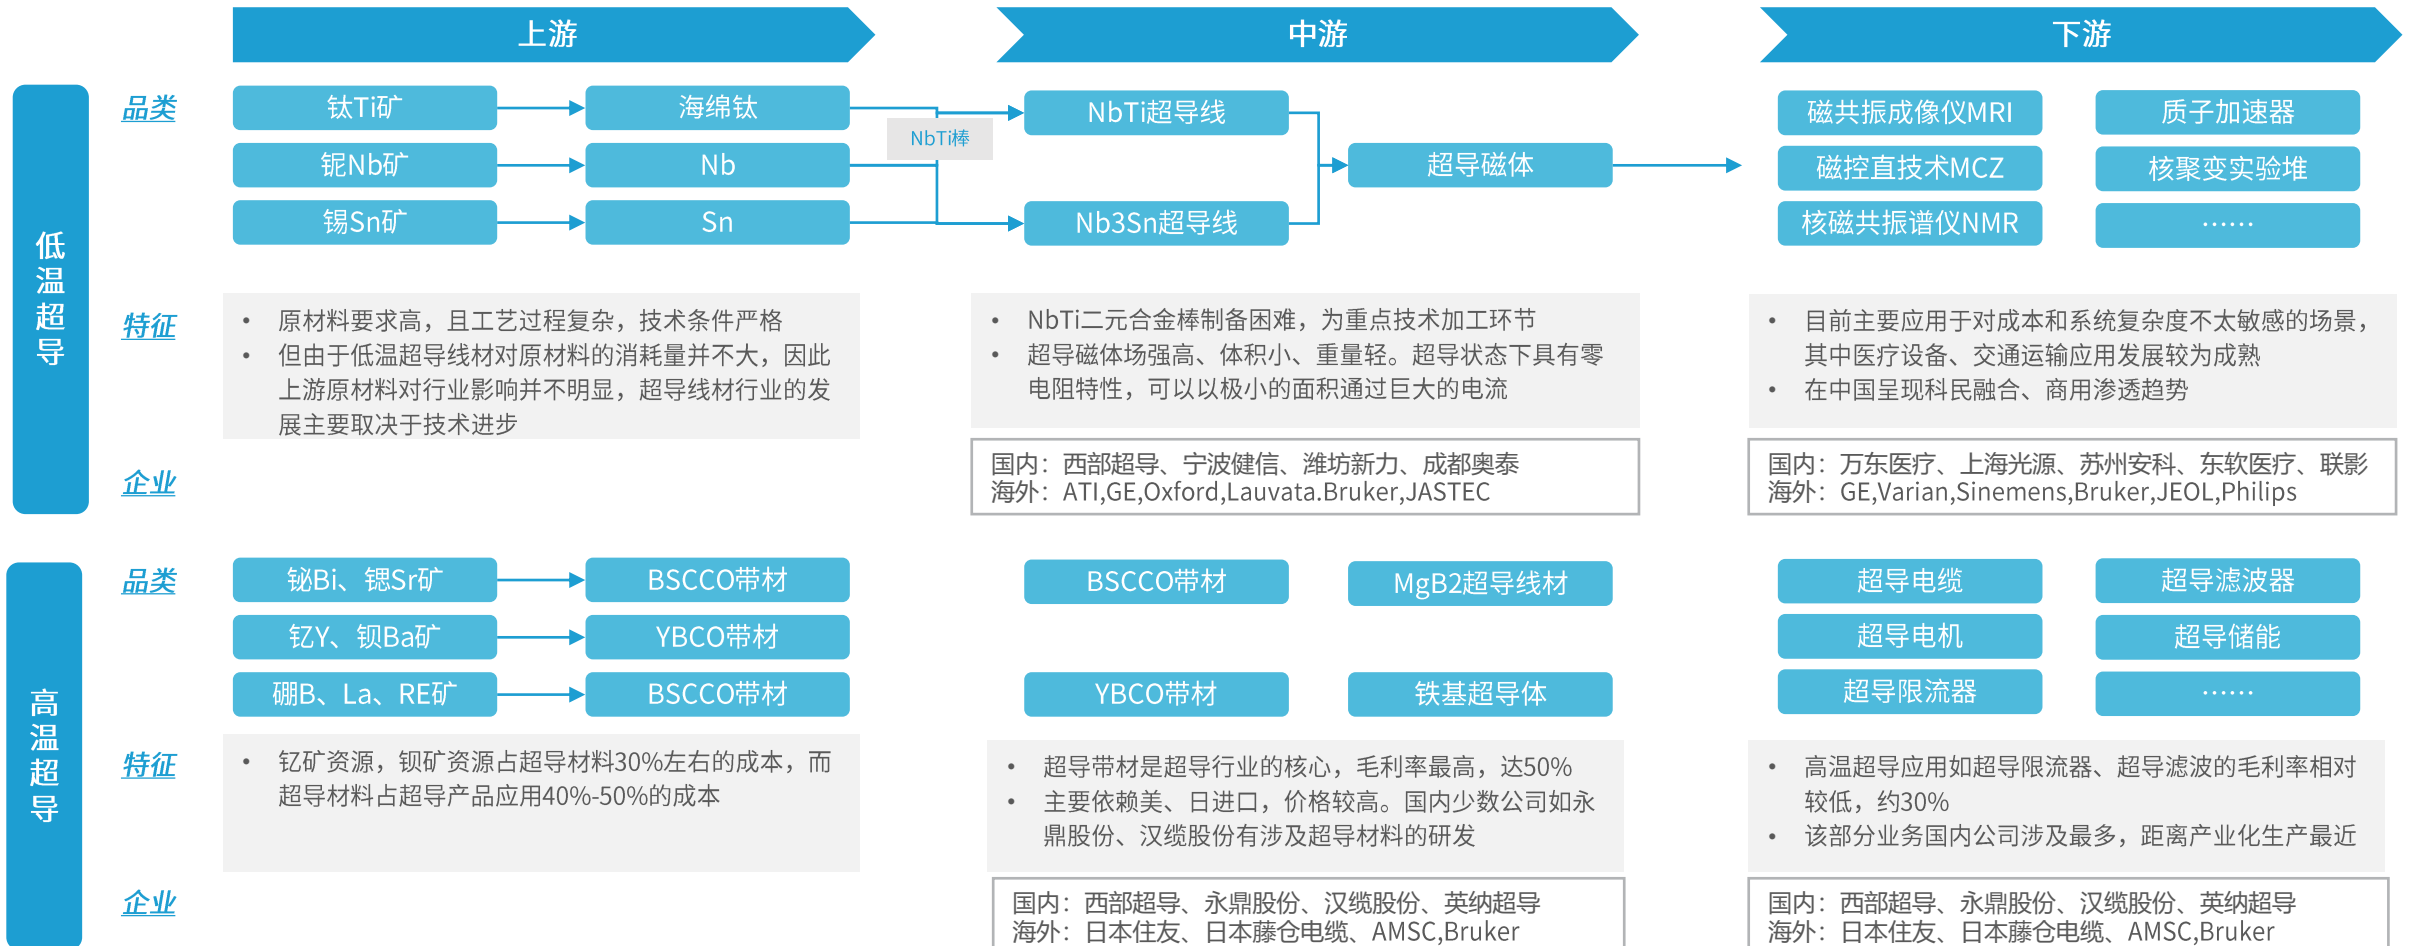 上游
中游
下游
低温超导
品类
钛Ti矿
海绵钛
铌Nb矿
Nb
锡Sn矿
Sn
NbTi棒
NbTi超导线
Nb3Sn超导线
超导磁体
磁共振成像仪MRI
质子加速器
磁控直技术MCZ
核聚变实验堆
核磁共振谱仪NMR
……
特征
• 原材料要求高，且工艺过程复杂，技术条件严格
• 但由于低温超导线材对原材料的消耗量并不大，因此
上游原材料对行业影响并不明显，超导线材行业的发
展主要取决于技术进步
• NbTi二元合金棒制备困难，为重点技术加工环节
• 超导磁体场强高、体积小、重量轻。超导状态下具有零
电阻特性，可以以极小的面积通过巨大的电流
• 目前主要应用于对成本和系统复杂度不太敏感的场景，
其中医疗设备、交通运输应用发展较为成熟
• 在中国呈现科民融合、商用渗透趋势
企业
国内：西部超导、宁波健信、潍坊新力、成都奥泰
海外：ATI,GE,Oxford,Lauvata.Bruker,JASTEC
国内：万东医疗、上海光源、苏州安科、东软医疗、联影
海外：GE,Varian,Sinemens,Bruker,JEOL,Philips
高温超导
品类
铋Bi、锶Sr矿
BSCCO带材
钇Y、钡Ba矿
YBCO带材
硼B、La、RE矿
BSCCO带材
BSCCO带材
MgB2超导线材
YBCO带材
铁基超导体
超导电缆
超导滤波器
超导电机
超导储能
超导限流器
……
特征
• 钇矿资源，钡矿资源占超导材料30%左右的成本，而
超导材料占超导产品应用40%-50%的成本
• 超导带材是超导行业的核心，毛利率最高，达50%
• 主要依赖美、日进口，价格较高。国内少数公司如永
鼎股份、汉缆股份有涉及超导材料的研发
• 高温超导应用如超导限流器、超导滤波的毛利率相对
较低，约30%
• 该部分业务国内公司涉及最多，距离产业化生产最近
企业
国内：西部超导、永鼎股份、汉缆股份、英纳超导
海外：日本住友、日本藤仓电缆、AMSC,Bruker
国内：西部超导、永鼎股份、汉缆股份、英纳超导
海外：日本住友、日本藤仓电缆、AMSC,Bruker